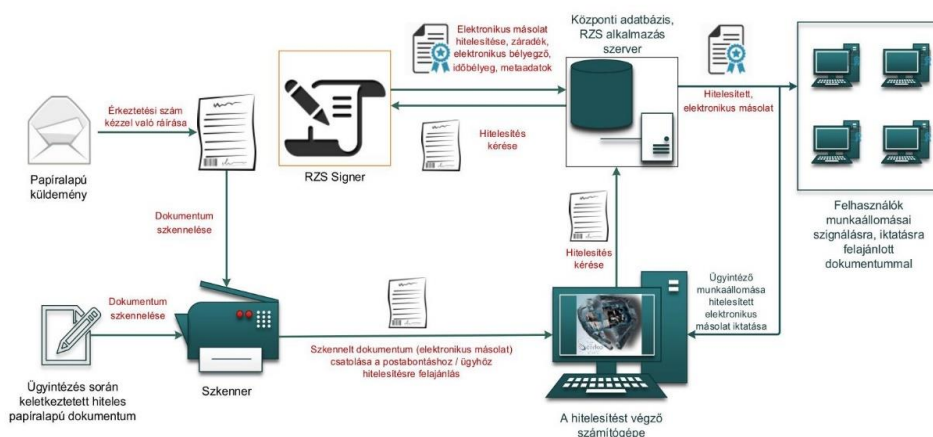 Elektronikus másolat
hitelesítése, záradék,
elektronikus bélyegző,
időbélyeg, metaadatok
Központi adatbázis,
RZS alkalmazás
szerver
Érkeztetési szám
kézzel való ráírása
Hitelesített,
elektronikus másolat
Hitelesítés
kérése
Papíralapú
küldemény
RZS Signer
Felhasználók
munkaállomásai
szignálásra, iktatásra
felajánlott
dokumentummal
Dokumentum
szkennelése
Hitelesítés
kérése
Ügyintéző
munkaállomása
hitelesített
elektronikus
másolat iktatása
Dokumentum
szkennelése
Szkennelt dokumentum (elektronikus másolat)
csatolása a postabontáshoz / ügyhöz
hitelesítésre felajánlás
Ügyintézés során
keletkeztetett hiteles
papíralapú dokumentum
Szkenner
A hitelesítést végző
számítógépe